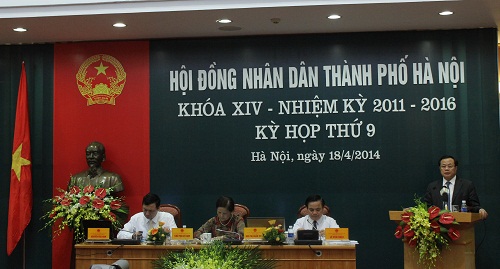 HỘI ĐỒNG NHÂN DÂN THÀNH PHỐ HÀ NỘI
KHÓA XIV - NHIỆM KỲ 2011 - 2016
KỲ HỌP THỨ 9
Hà Nội, ngày 18/4/2014